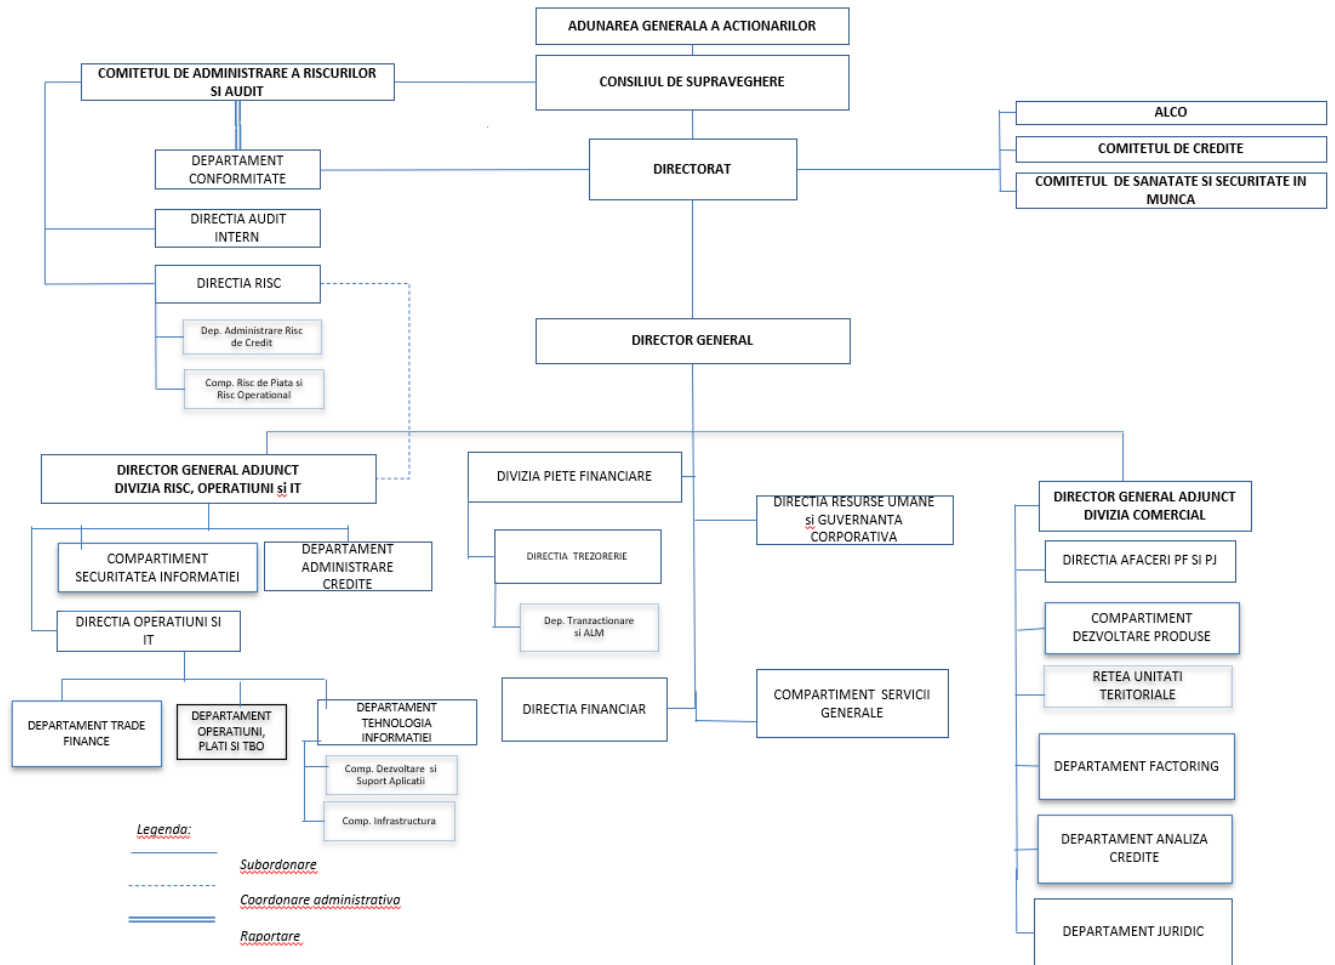 ADUNAREA GENERALA A ACTIONARILOR
COMITETUL DE ADMINISTRARE A RISCURILOR
SI AUDIT
CONSILIUL DE SUPRAVEGHERE
ALCO
COMITETUL DE CREDITE
COMITETUL DE SANATATE SI SECURITATE IN
MUNCA
DEPARTAMENT
CONFORMITATE
DIRECTORAT
DIRECTIA AUDIT
INTERN
DIRECTIA RISC
Dep. Administrare Risc
de Credit
Comp. Risc de Piata si
Risc Operational
DIRECTOR GENERAL
DIRECTOR GENERAL ADJUNCT
DIVIZIA RISC, OPERATIUNI si IT
COMPARTIMENT
SECURITATEA INFORMATIEI
DEPARTAMENT
ADMINISTRARE
CREDITE
DIRECTIA OPERATIUNI SI
IT
DEPARTAMENT TRADE
FINANCE
DEPARTAMENT
OPERATIUNI,
PLATI SI TBO
DEPARTAMENT
TEHNOLOGIA
INFORMATIEI
Comp. Dezvoltare si
Suport Aplicatii
Comp. Infrastructura
DIVIZIA PIETE FINANCIARE
DIRECTIA TREZORERIE
Dep. Tranzactionare
si ALM
DIRECTIA FINANCIAR
DIRECTIA RESURSE UMANE
si GUVERNANTA
CORPORATIVA
COMPARTIMENT SERVICII
GENERALE
DIRECTOR GENERAL ADJUNCT
DIVIZIA COMERCIAL
DIRECTIA AFACERI PF SI PJ
COMPARTIMENT
DEZVOLTARE PRODUSE
RETEA UNITATI
TERITORIALE
DEPARTAMENT FACTORING
DEPARTAMENT ANALIZA
CREDITE
DEPARTAMENT JURIDIC
Legenda:
Subordonare
Coordonare administrativa
Raportare